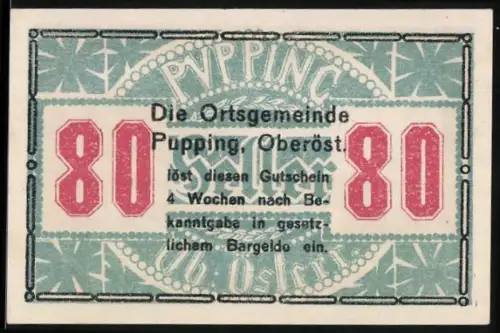 PVPPING
Die Ortsgemeinde
Pupping, Oberöst.
80 Heller 80
löst diesen Gutschein
4 Wochen nach Be-
kanntgabe in gesetz-
lichem Bargelde ein.
Ob. Österr.